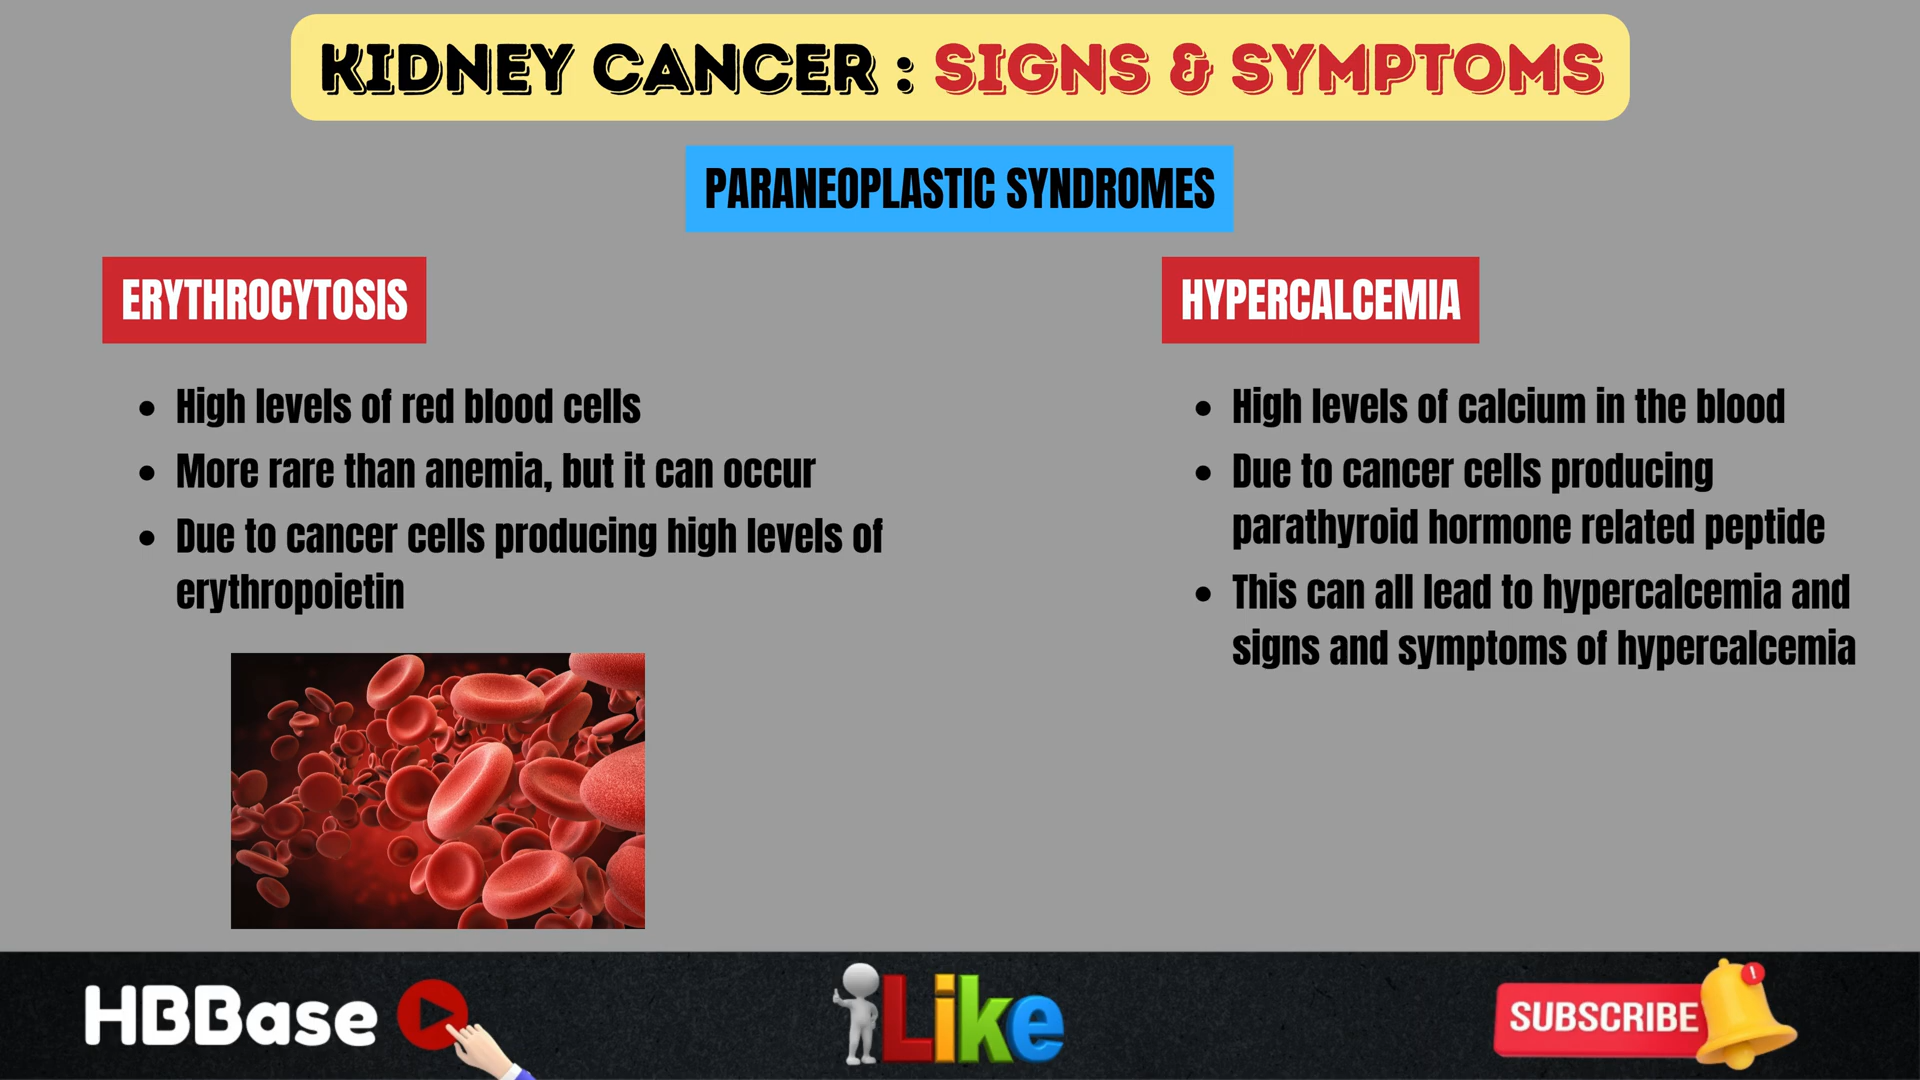 KIDNEY CANCER : SIGNS & SYMPTOMS
PARANEOPLASTIC SYNDROMES
ERYTHROCYTOSIS
• High levels of red blood cells
• More rare than anemia, but it can occur
• Due to cancer cells producing high levels of
erythropoietin
HYPERCALCEMIA
• High levels of calcium in the blood
• Due to cancer cells producing
parathyroid hormone related peptide
• This can all lead to hypercalcemia and
signs and symptoms of hypercalcemia
HBBase
Like
SUBSCRIBE
!